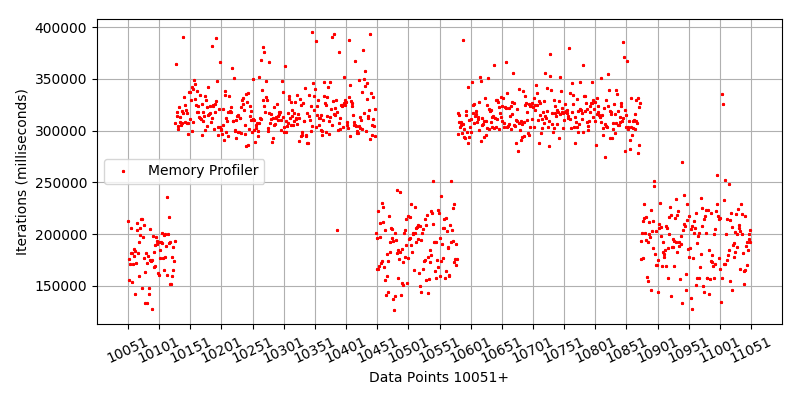 400000
350000
300000
250000
200000
150000
Iterations (milliseconds)
Memory Profiler
10051 10101 10151 10201 10251 10301 10351 10401 10451 10501 10551 10601 10651 10701 10751 10801 10851 10901 10951 11001 11051
Data Points 10051+